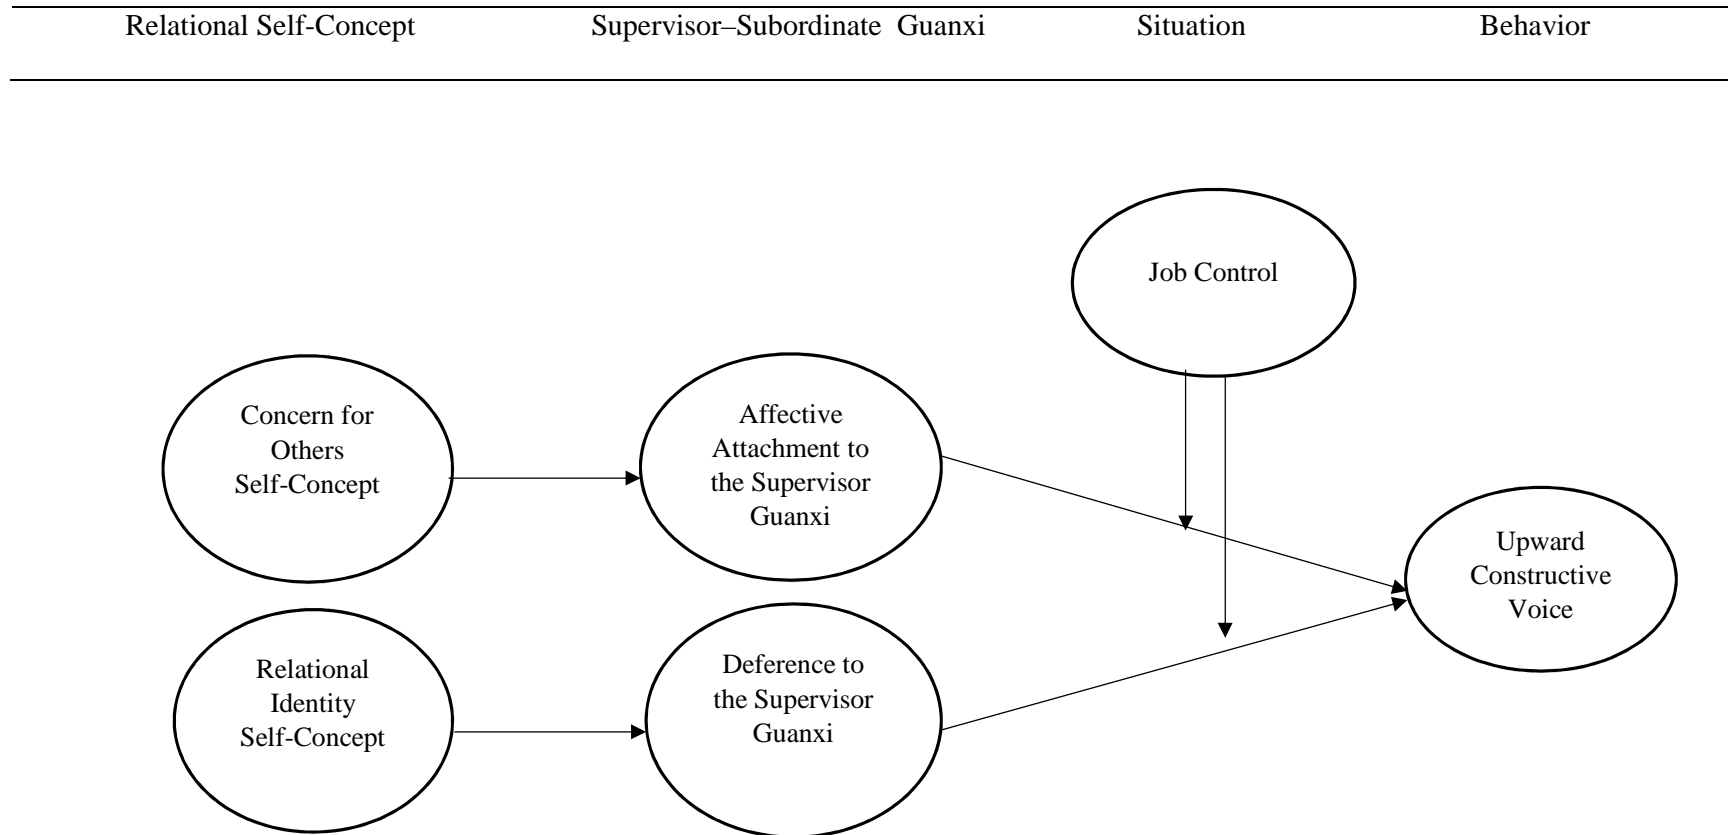 Relational Self-Concept
Supervisor–Subordinate Guanxi
Situation
Behavior
Job Control
Concern for
Others
Self-Concept
Affective
Attachment to
the Supervisor
Guanxi
Upward
Constructive
Voice
Relational
Identity
Self-Concept
Deference to
the Supervisor
Guanxi